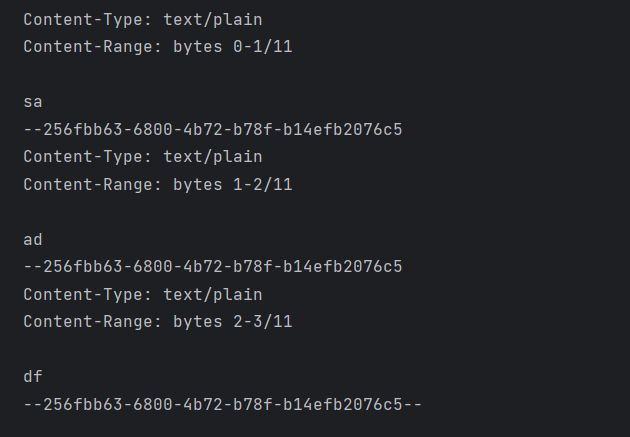 Content-Type: text/plain
Content-Range: bytes 0-1/11

sa
--256fbb63-6800-4b72-b78f-b14efb2076c5
Content-Type: text/plain
Content-Range: bytes 1-2/11

ad
--256fbb63-6800-4b72-b78f-b14efb2076c5
Content-Type: text/plain
Content-Range: bytes 2-3/11

df
--256fbb63-6800-4b72-b78f-b14efb2076c5--